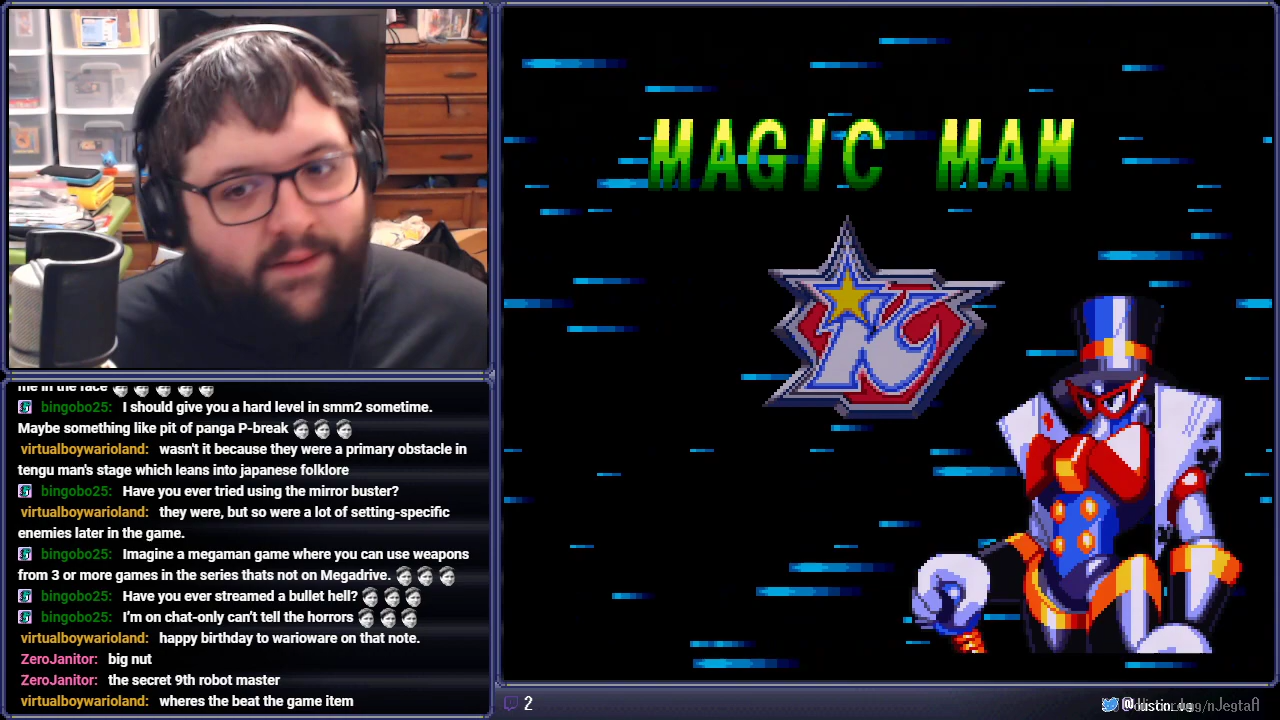 MAGIC MAN
me in the face
bingobo25: I should give you a hard level in smm2 sometime.
Maybe something like pit of panga P-break
virtualboywarioland: wasn't it because they were a primary obstacle in
tengu man's stage which leans into japanese folklore
bingobo25: Have you ever tried using the mirror buster?
virtualboywarioland: they were, but so were a lot of setting-specific
enemies later in the game.
bingobo25: Imagine a megaman game where you can use weapons
from 3 or more games in the series thats not on Megadrive.
bingobo25: Have you ever streamed a bullet hell?
bingobo25: I'm on chat-only can't tell the horrors
virtualboywarioland: happy birthday to warioware on that note.
ZeroJanitor: big nut
ZeroJanitor: the secret 9th robot master
virtualboywarioland: wheres the beat the game item
2